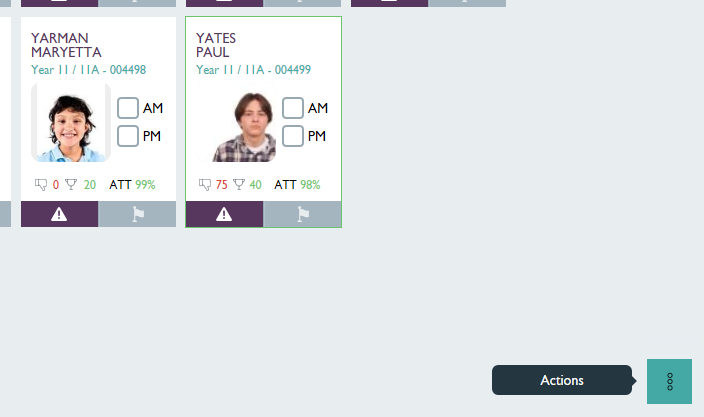 YARMAN
MARYETTA
Year 11 / 11A - 004498
AM
PM
0 20 ATT 99%
YATES
PAUL
Year 11 / 11A - 004499
AM
PM
75 40 ATT 98%
Actions